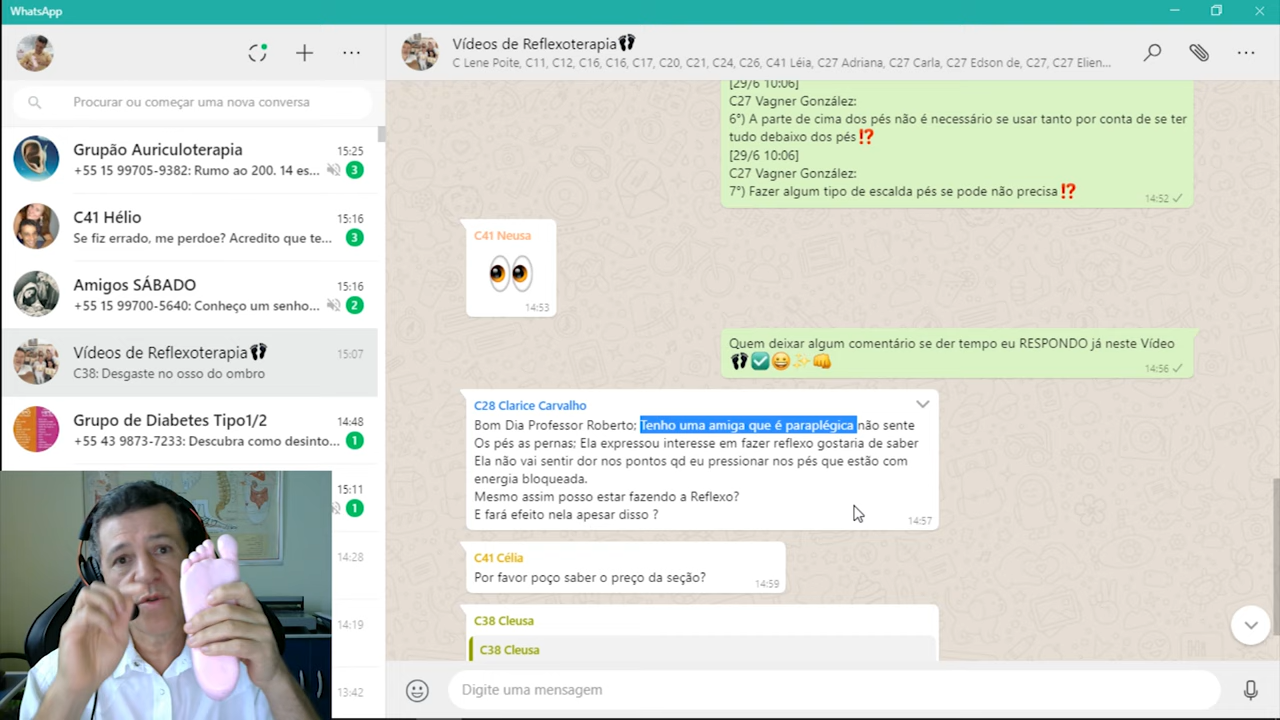 WhatsApp
Procurar ou começar uma nova conversa
Grupão Auriculoterapia
15:25
+55 15 99705-9382: Rumo ao 200. 14 es...
3
C41 Hélio
15:16
Se fiz errado, me perdoe? Acredito que te...
3
Amigos SÁBADO
15:16
+55 15 99700-5640: Conheço um senho...
2
Vídeos de Reflexoterapia👣
15:07
C38: Desgaste no osso do ombro
Grupo de Diabetes Tipo1/2
14:48
+55 43 9873-7233: Descubra como desinto...
1
15:11
1
14:28
14:19
13:42
Vídeos de Reflexoterapia👣
C Lene Poite, C11, C12, C16, C16, C17, C20, C21, C24, C26, C41 Léia, C27 Adriana, C27 Carla, C27 Edson de, C27, C27 Elien...
[29/6 10:06]
C27 Vagner González:
6°) A parte de cima dos pés não é necessário se usar tanto por conta de se ter
tudo debaixo dos pés⁉️
[29/6 10:06]
C27 Vagner González:
7°) Fazer algum tipo de escalda pés se pode não precisa⁉️
14:52
C41 Neusa
👀
14:53
Quem deixar algum comentário se der tempo eu RESPONDO já neste Vídeo
👣✅😀✨👊
14:56
C28 Clarice Carvalho
Bom Dia Professor Roberto; Tenho uma amiga que é paraplégica não sente
Os pés as pernas; Ela expressou interesse em fazer reflexo gostaria de saber
Ela não vai sentir dor nos pontos qd eu pressionar nos pés que estão com
energia bloqueada.
Mesmo assim posso estar fazendo a Reflexo?
E fará efeito nela apesar disso ?
14:57
C41 Célia
Por favor poço saber o preço da seção?
14:59
C38 Cleusa
C38 Cleusa
Digite uma mensagem